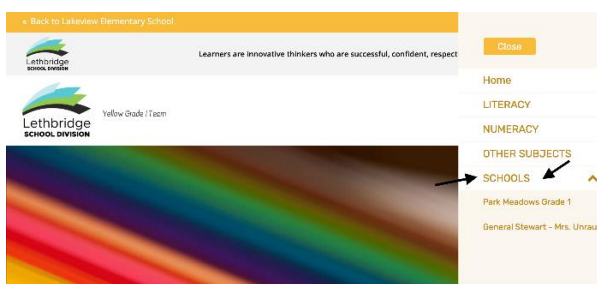 « Back to Lakeview Elementary School
Lethbridge
SCHOOL DIVISION
Learners are innovative thinkers who are successful, confident, respect
Lethbridge
SCHOOL DIVISION
Yellow Grade 1 Team
Close
Home
LITERACY
NUMERACY
OTHER SUBJECTS
SCHOOLS
Park Meadows Grade 1
General Stewart - Mrs. Unrau